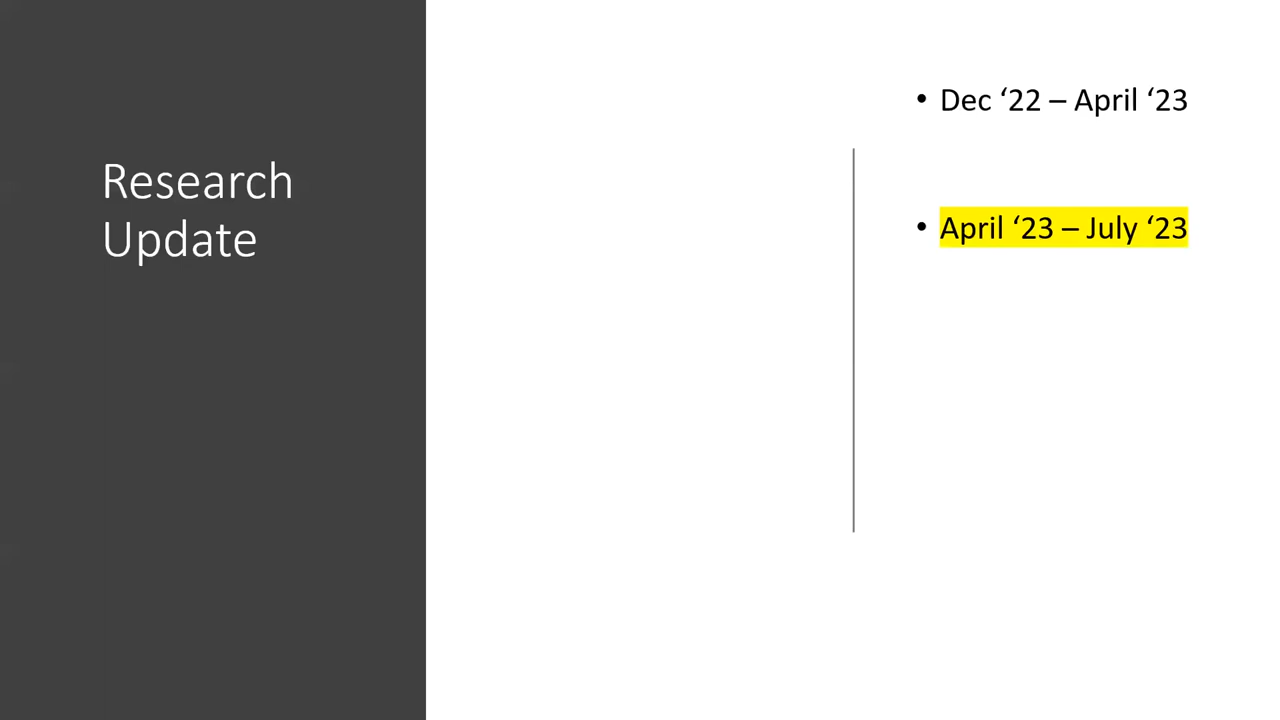 Research
Update
• Dec ‘22 – April ‘23
• April ‘23 – July ‘23